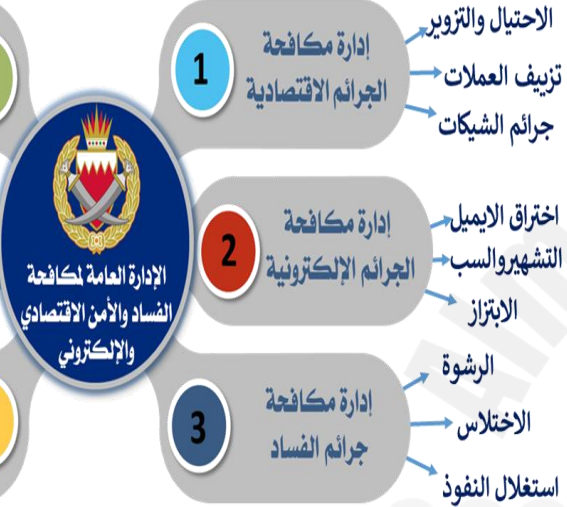 الاحتيال والتزوير
إدارة مكافحة
الجرائم الاقتصادية
1
تزييف العملات
جرائم الشيكات
اختراق الايميل
إدارة مكافحة
الجرائم الإلكترونية
2
التشهيروالسب
الابتزاز
الإدارة العامة لمكافحة
الفساد والأمن الاقتصادي
والإلكتروني
الرشوة
إدارة مكافحة
جرائم الفساد
3
الاختلاس
استغلال النفوذ